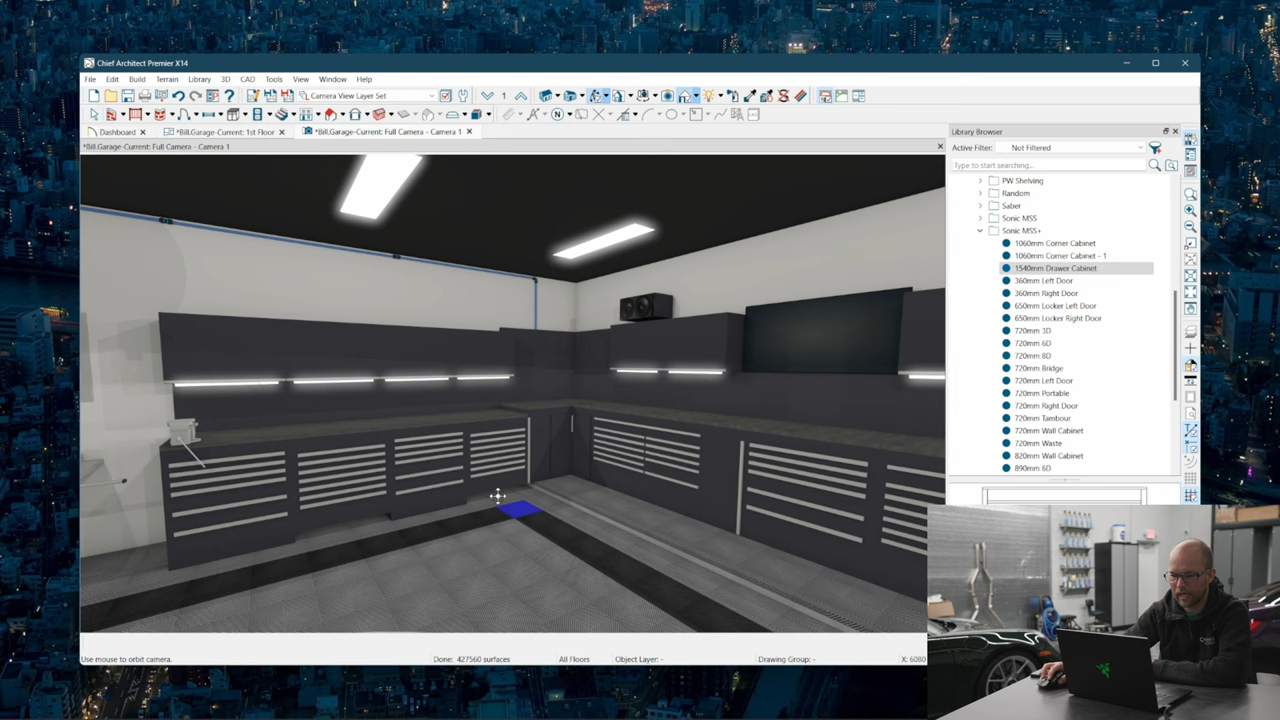 Chief Architect Premier X14
File Edit Build Terrain Library 3D CAD Tools View Window Help
1 Camera View Layer Set 1
Dashboard *Bill.Garage-Current: 1st Floor *Bill.Garage-Current: Full Camera - Camera 1
*Bill.Garage-Current: Full Camera - Camera 1
Library Browser
Active Filter: Not Filtered
Type to start searching...
PW Shelving
Random
Saber
Sonic MSS
Sonic MSS+
1060mm Corner Cabinet
1060mm Corner Cabinet - 1
1540mm Drawer Cabinet
360mm Left Door
360mm Right Door
650mm Locker Left Door
650mm Locker Right Door
720mm 3D
720mm 6D
720mm 8D
720mm Bridge
720mm Left Door
720mm Portable
720mm Right Door
720mm Tambour
720mm Wall Cabinet
720mm Waste
820mm Wall Cabinet
890mm 6D
Use mouse to orbit camera. Done: 427560 surfaces All Floors Object Layer: - Drawing Group: - X: 6080